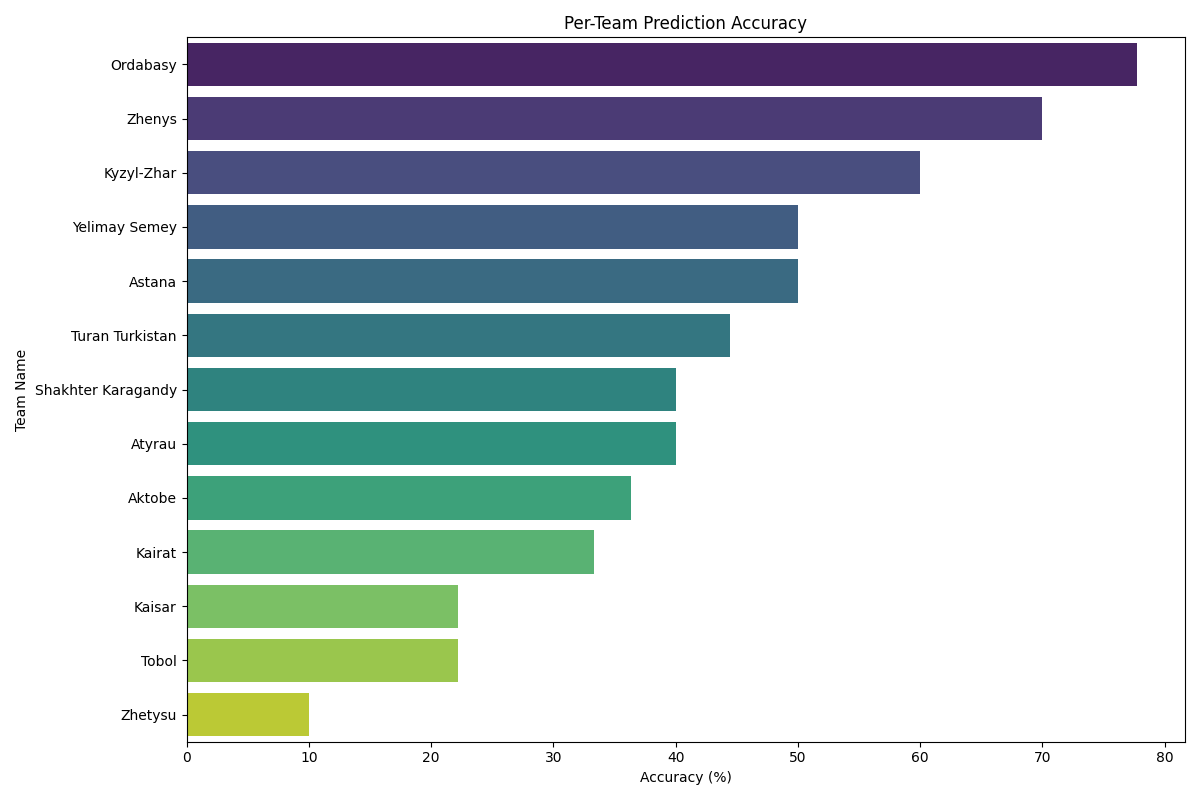 Per-Team Prediction Accuracy
Team Name
Ordabasy
Zhenys
Kyzyl-Zhar
Yelimay Semey
Astana
Turan Turkistan
Shakhter Karagandy
Atyrau
Aktobe
Kairat
Kaisar
Tobol
Zhetysu
0 10 20 30 40 50 60 70 80
Accuracy (%)